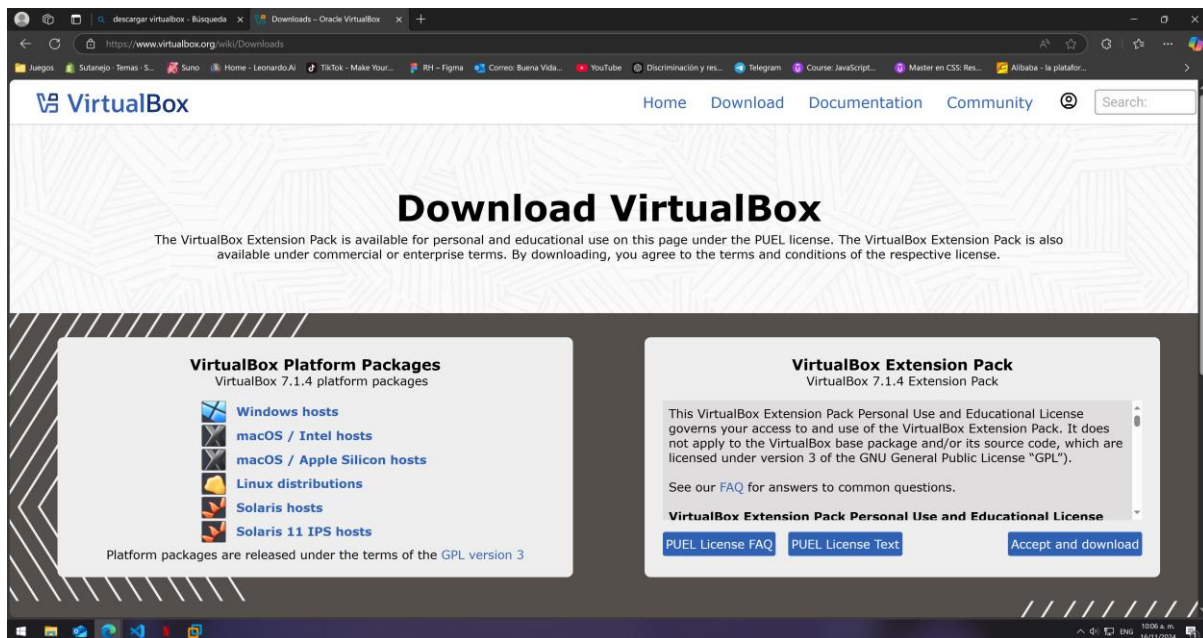 descargar virtualbox - Búsqueda
Downloads – Oracle VirtualBox
https://www.virtualbox.org/wiki/Downloads
Juegos
Sutanejo · Temas · S...
Suno
Home - Leonardo.Ai
TikTok - Make Your...
RH – Figma
Correo: Buena Vida...
YouTube
Discriminación y res...
Telegram
Course: JavaScript...
Master en CSS: Res...
Alibaba - la platafor...
VirtualBox
Home
Download
Documentation
Community
Search:
Download VirtualBox
The VirtualBox Extension Pack is available for personal and educational use on this page under the PUEL license. The VirtualBox Extension Pack is also
available under commercial or enterprise terms. By downloading, you agree to the terms and conditions of the respective license.
VirtualBox Platform Packages
VirtualBox 7.1.4 platform packages
Windows hosts
macOS / Intel hosts
macOS / Apple Silicon hosts
Linux distributions
Solaris hosts
Solaris 11 IPS hosts
Platform packages are released under the terms of the GPL version 3
VirtualBox Extension Pack
VirtualBox 7.1.4 Extension Pack
This VirtualBox Extension Pack Personal Use and Educational License
governs your access to and use of the VirtualBox Extension Pack. It does
not apply to the VirtualBox base package and/or its source code, which are
licensed under version 3 of the GNU General Public License “GPL”).
See our FAQ for answers to common questions.
VirtualBox Extension Pack Personal Use and Educational License
PUEL License FAQ
PUEL License Text
Accept and download
ENG
10:06 a. m.
16/11/2024